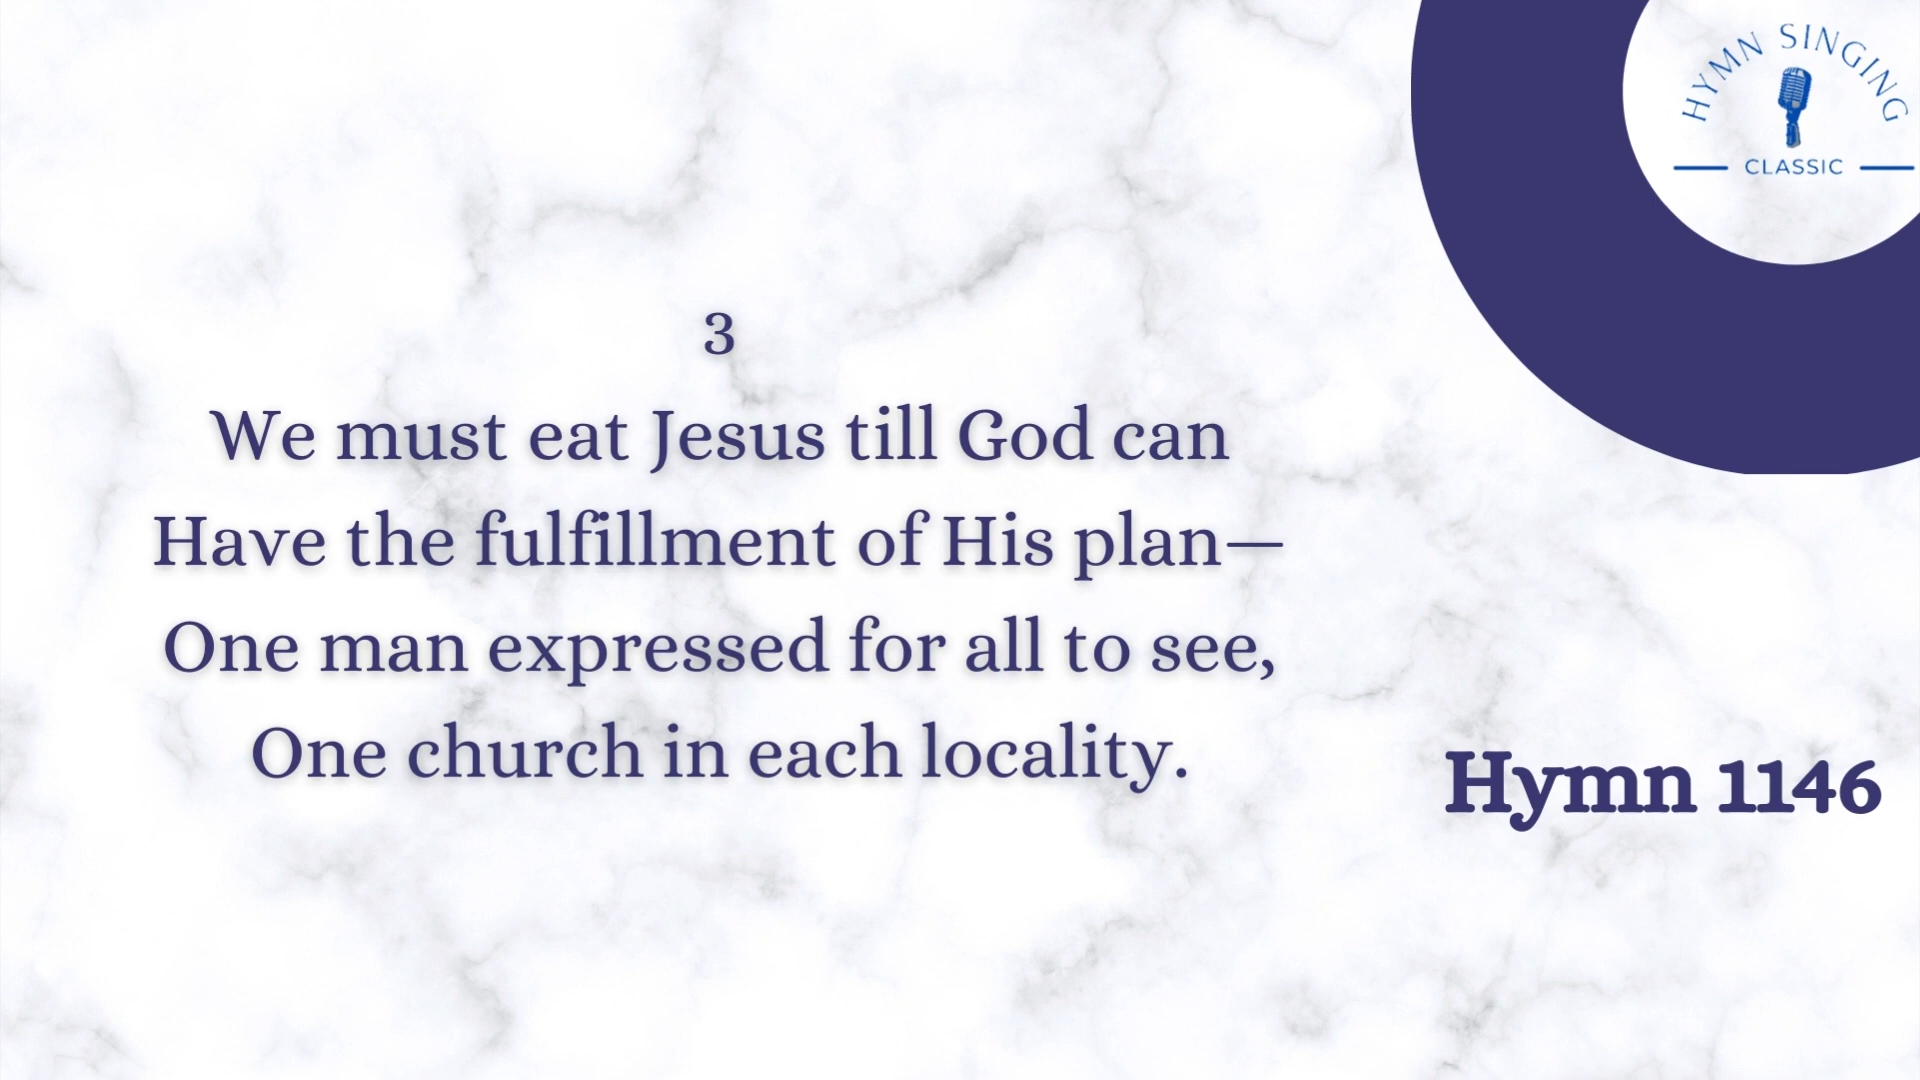 HYMN SINGING
CLASSIC
3
We must eat Jesus till God can
Have the fulfillment of His plan—
One man expressed for all to see,
One church in each locality.
Hymn 1146